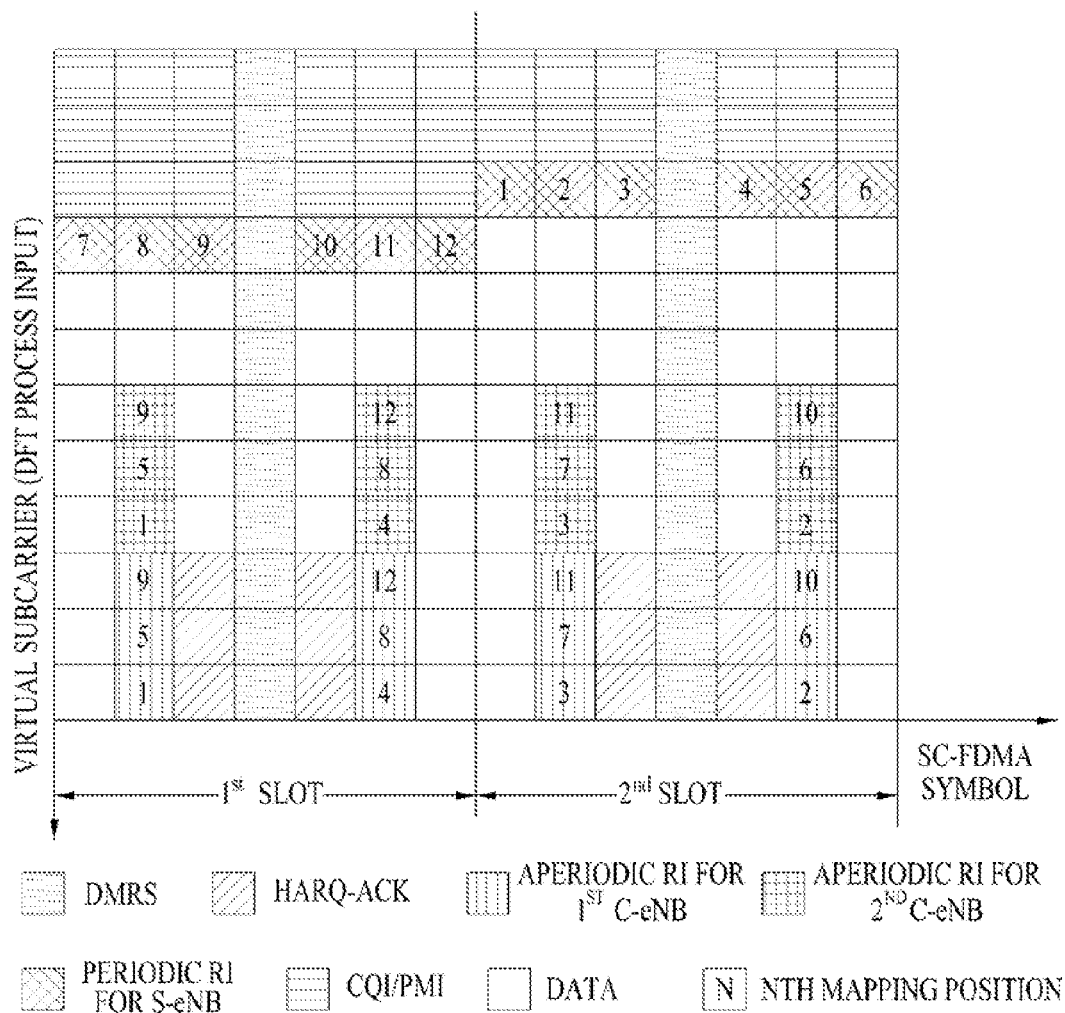 1 2 3 4 5 6
7 8 9 10 11 12
9 12 11 10
5 8 7 6
1 4 3 2
9 12 11 10
5 8 7 6
1 4 3 2
VIRTUAL SUBCARRIER (DFT PROCESS INPUT)
1st SLOT
2nd SLOT
SC-FDMA
SYMBOL
DMRS
HARQ-ACK
APERIODIC RI FOR
1ST C-eNB
APERIODIC RI FOR
2ND C-eNB
PERIODIC RI
FOR S-eNB
CQI/PMI
DATA
N
NTH MAPPING POSITION